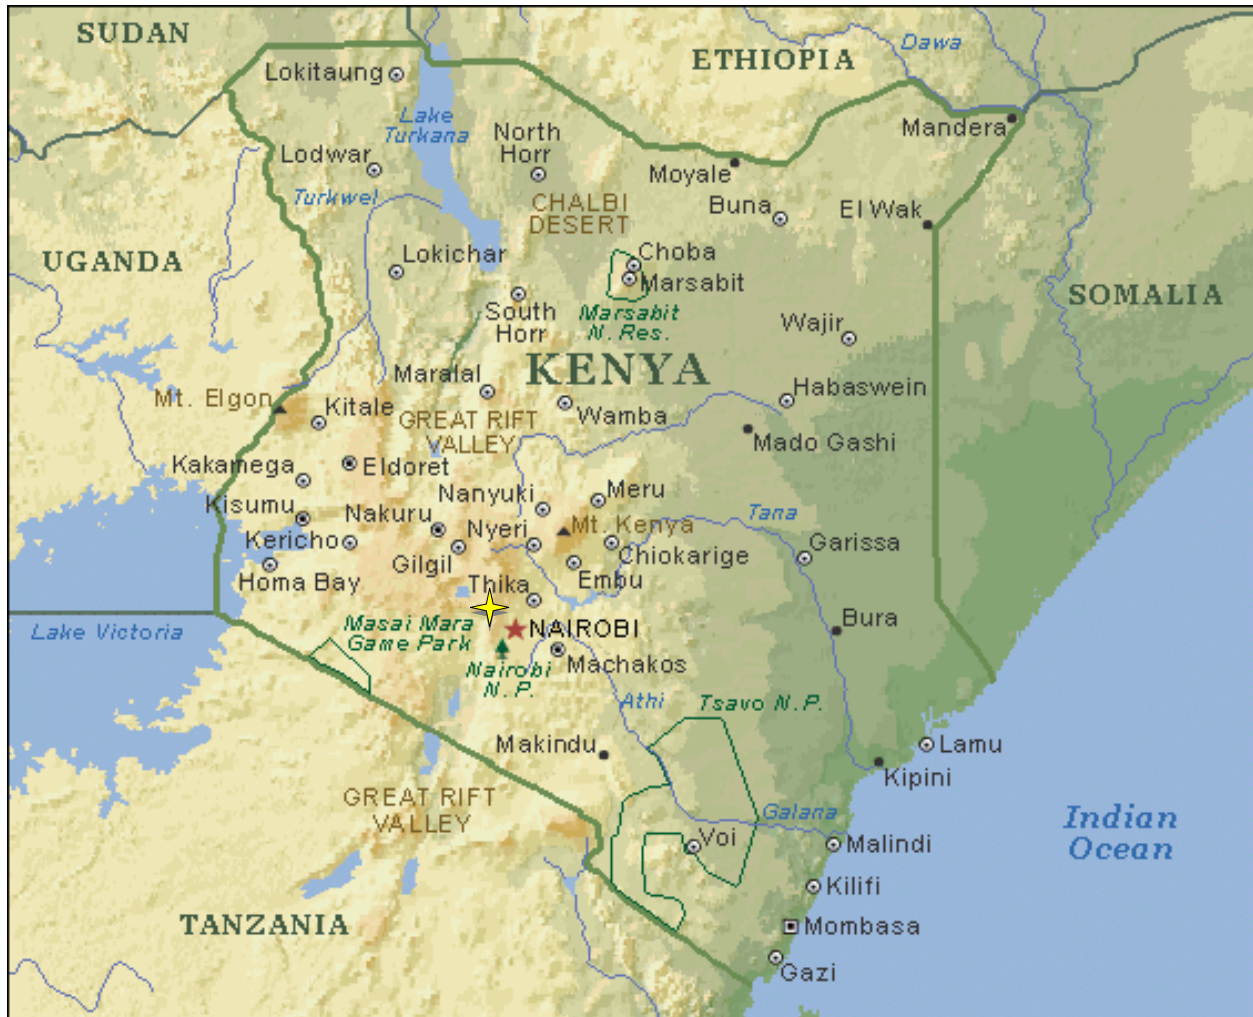 SUDAN
ETHIOPIA
Dawa
Lokitaung
Lake
Turkana
North
Horr
Mandera
Lodwar
Moyale
Turkwel
CHALBI
DESERT
Buna
El Wak
UGANDA
Lokichar
Choba
Marsabit
SOMALIA
South
Horr
Marsabit
N. Res.
Wajir
KENYA
Maralal
Mt. Elgon
Kitale
GREAT RIFT
VALLEY
Wamba
Habaswein
Mado Gashi
Kakamega
Eldoret
Kisumu
Nakuru
Nanyuki
Meru
Kericho
Nyeri
Mt. Kenya
Tana
Gilgil
Chiokarige
Garissa
Homa Bay
Thika
Embu
Lake Victoria
Masai Mara
Game Park
NAIROBI
Bura
Nairobi
N.P.
Machakos
Athi
Tsavo N.P.
Makindu
Lamu
Kipini
GREAT RIFT
VALLEY
Galana
Indian
Ocean
Voi
Malindi
Kilifi
TANZANIA
Mombasa
Gazi